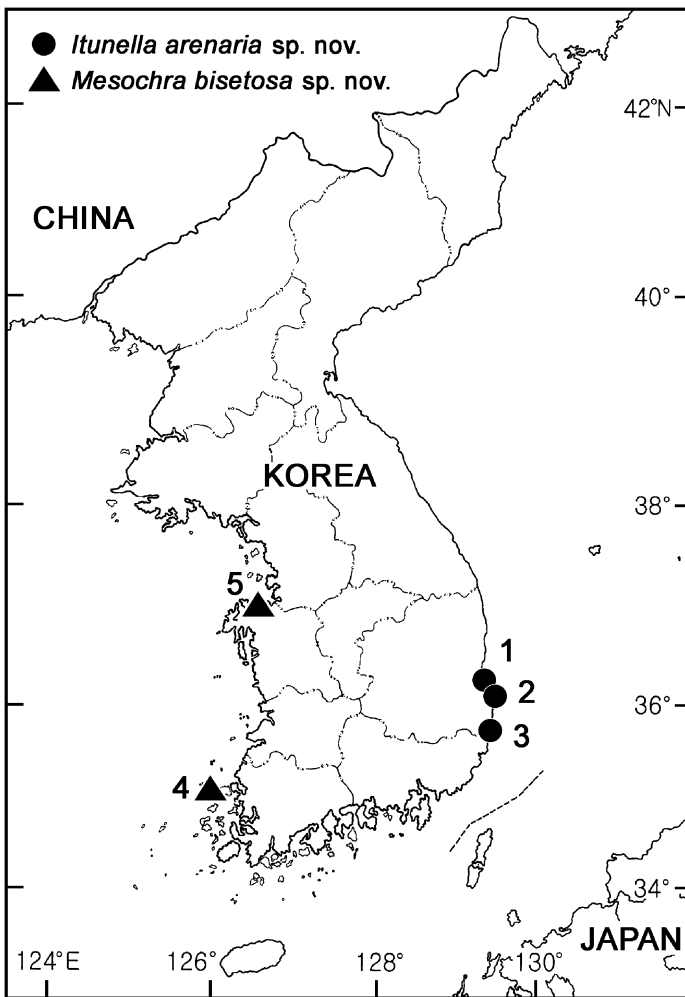 Itunella arenaria sp. nov.
Mesochra bisetosa sp. nov.
42°N
CHINA
40°
KOREA
38°
5
1
2
36°
3
4
34°
JAPAN
124°E 126° 128° 130°